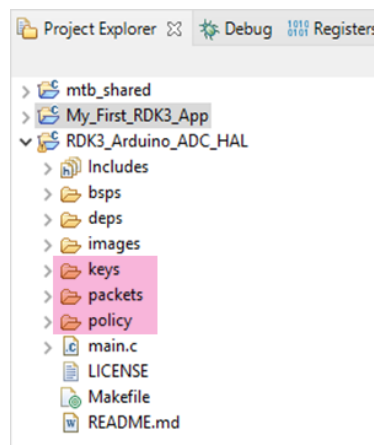 Project Explorer Debug 1010 0101 Registers
mtb_shared
My_First_RDK3_App
RDK3_Arduino_ADC_HAL
Includes
bsps
deps
images
keys
packets
policy
main.c
LICENSE
Makefile
README.md